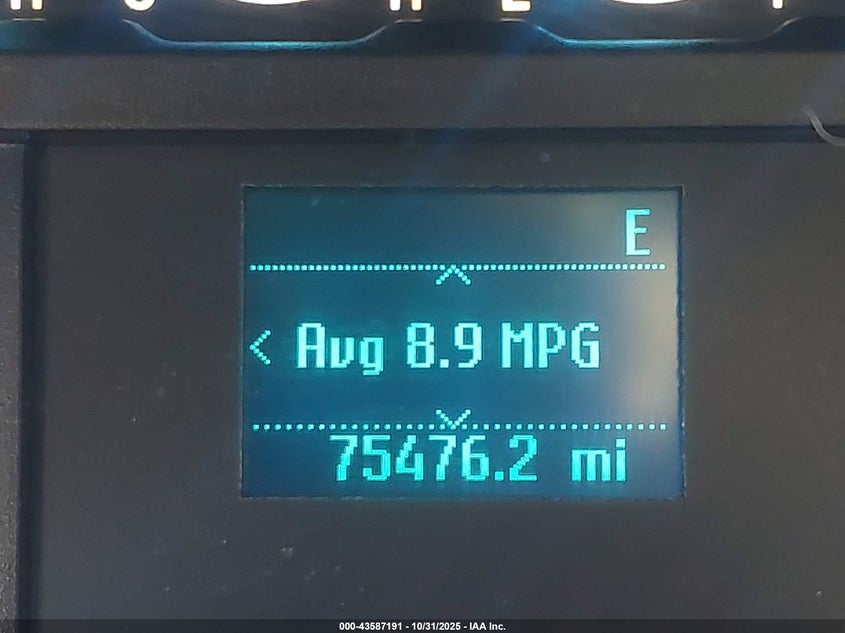 E
< Avg 8.9 MPG
75476.2 mi
000-43587191 - 10/31/2025 - IAA Inc.